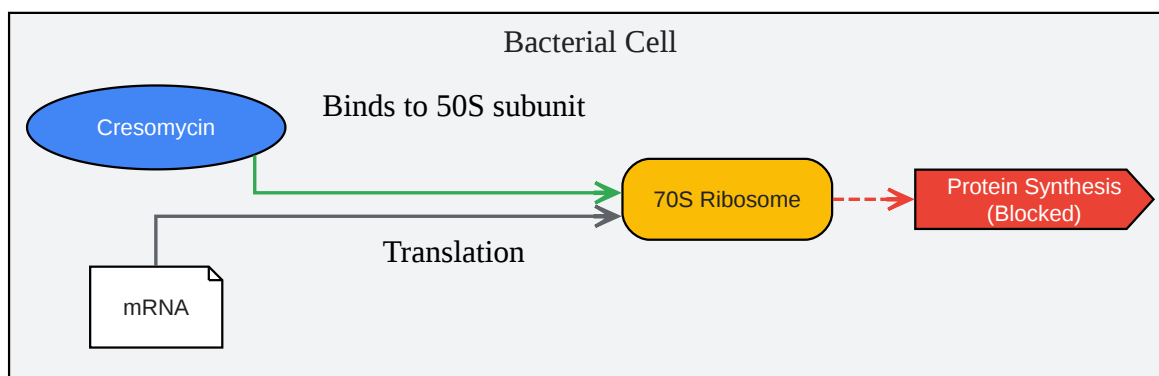 Bacterial Cell
Binds to 50S subunit
Cresomycin
70S Ribosome
Protein Synthesis
(Blocked)
Translation
mRNA